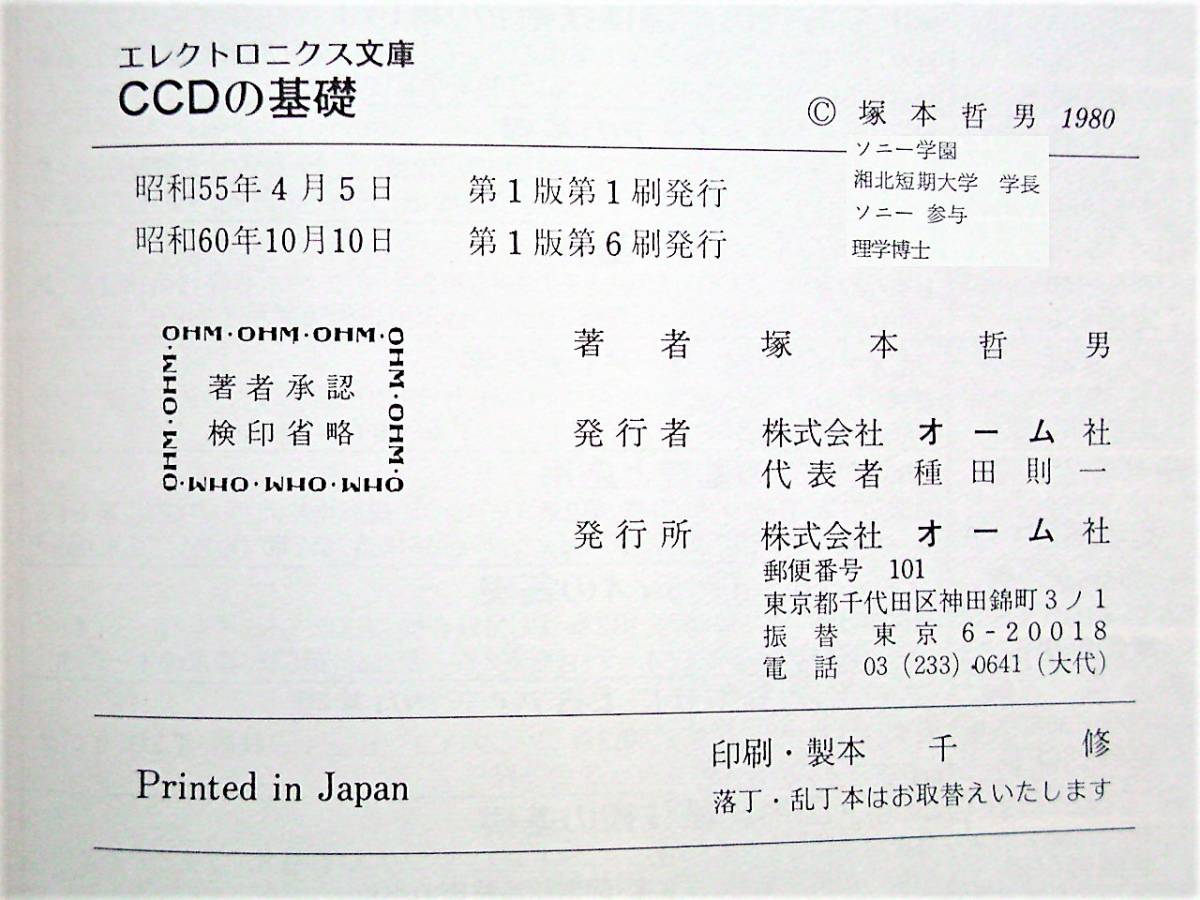 エレクトロニクス文庫
CCDの基礎
© 塚本哲男 1980
ソニー学園
湘北短期大学 学長
ソニー 参与
理学博士
昭和55年4月5日 第1版第1刷発行
昭和60年10月10日 第1版第6刷発行
OHM・OHM・OHM・OHM・OHM・OHM・OHM・OHM・OHM・OHM・OHM・
著者承認
検印省略
著者 塚本哲男
発行者 株式会社 オーム社
代表者 種田則一
発行所 株式会社 オーム社
郵便番号 101
東京都千代田区神田錦町3ノ1
振替 東京 6-20018
電話 03(233)・0641(大代)
Printed in Japan
印刷・製本 千修
落丁・乱丁本はお取替えいたします